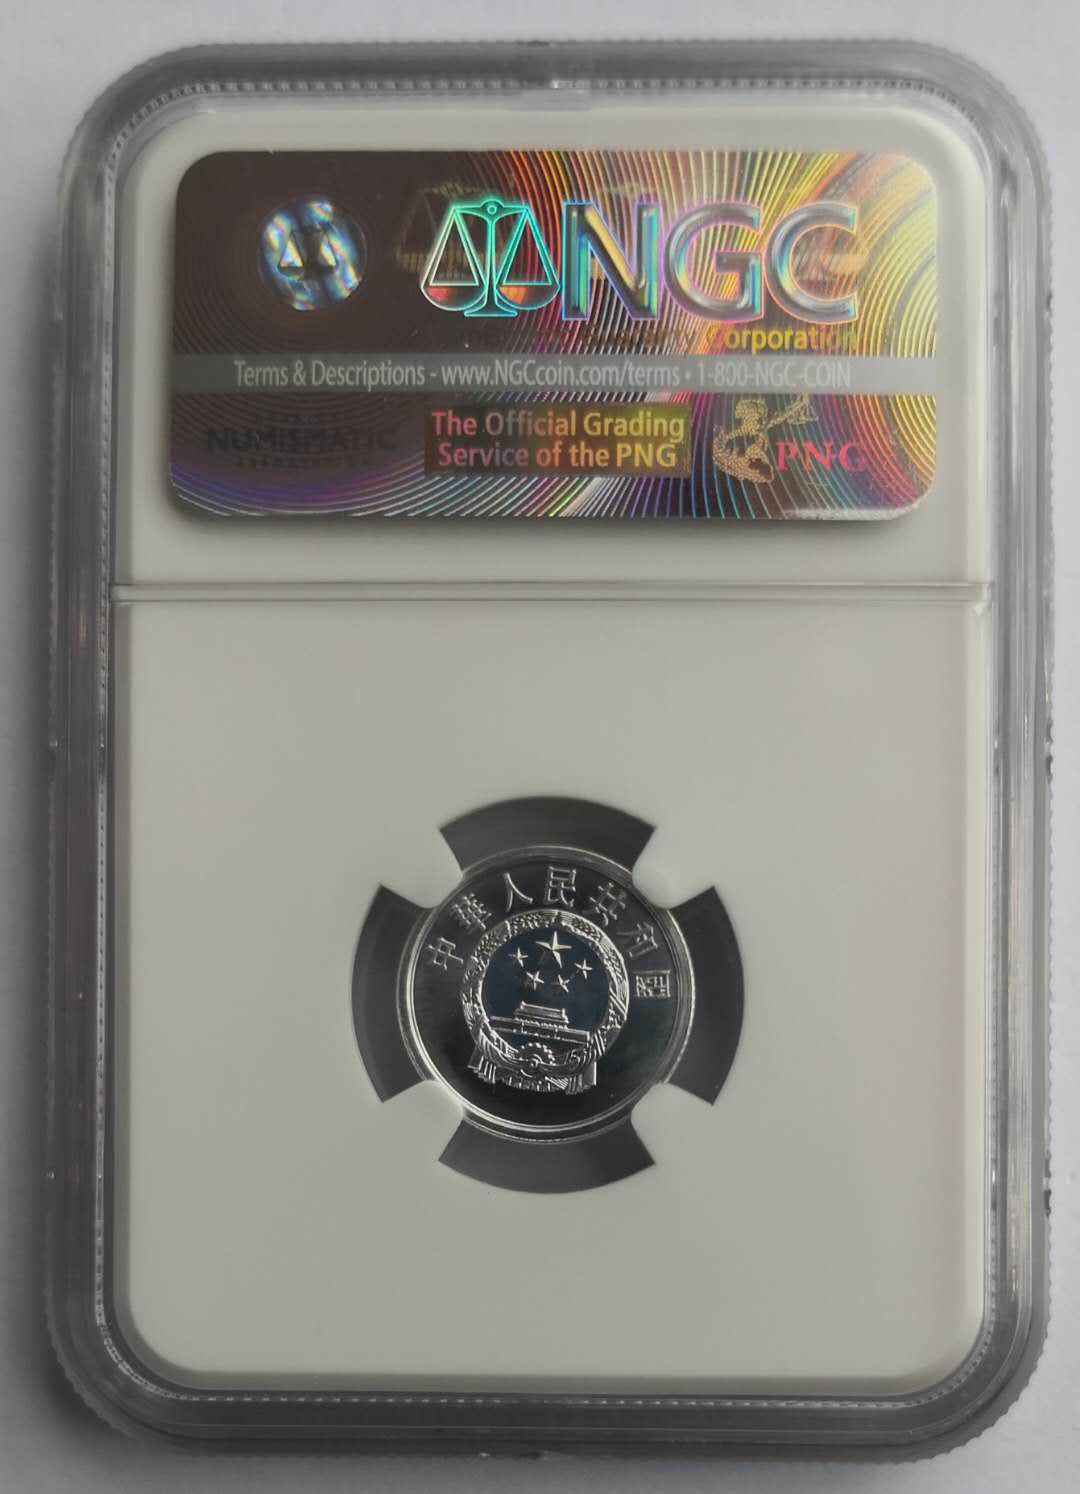 NGC
Corporation
Terms & Descriptions - www.NGCcoin.com/terms • 1-800-NGC-COIN
NUMISMATIC
The Official Grading
Service of the PNG
PNG
中華人民共和國